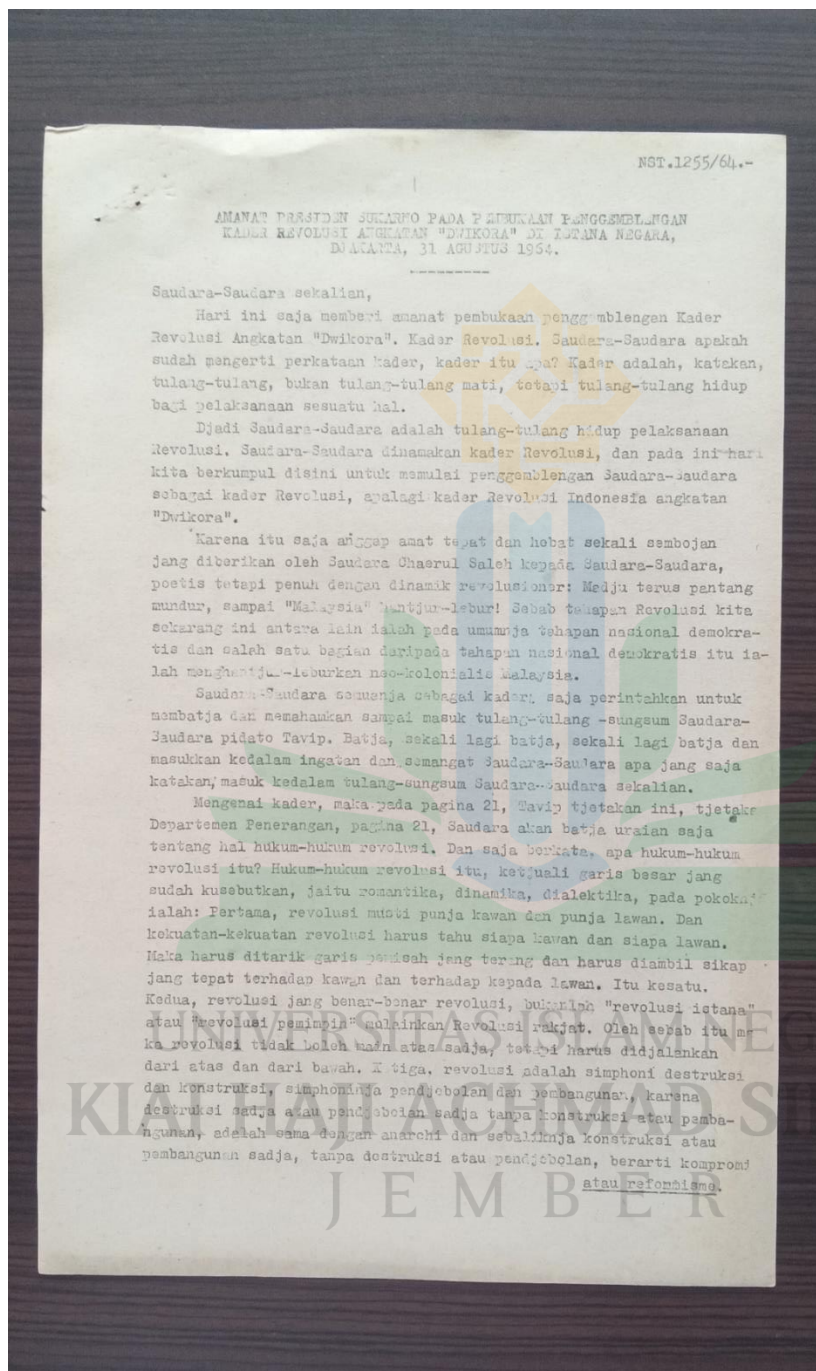 NST.1255/64.-
AMANAT PRESIDEN SUKARNO PADA PEMBUKAAN PENGGEMBLENGAN
KADER REVOLUSI ANGKATAN "DWIKORA" DI ISTANA NEGARA,
DJAKARTA, 31 AGUSTUS 1964.
Saudara-Saudara sekalian,
Hari ini saja memberi amanat pembukaan penggemblengan Kader
Revolusi Angkatan "Dwikora". Kader Revolusi. Saudara-Saudara apakah
sudah mengerti perkataan kader, kader itu apa? Kader adalah, katakan,
tulang-tulang, bukan tulang-tulang mati, tetapi tulang-tulang hidup
bagi pelaksanaan sesuatu hal.
Djadi Saudara-Saudara adalah tulang-tulang hidup pelaksanaan
Revolusi. Saudara-Saudara dinamakan kader Revolusi, dan pada ini hari
kita berkumpul disini untuk memulai penggemblengan Saudara-Saudara
sebagai kader Revolusi, apalagi kader Revolusi Indonesia angkatan
"Dwikora".
Karena itu saja anggep amat tepat dan hebat sekali sembojan
jang diberikan oleh Saudara Chaerul Saleh kepada Saudara-Saudara,
poetis tetapi penuh dengan dinamik revolusioner: Madju terus pantang
mundur, sampai "Malaysia" hantjur-lebur! Sebab tahapan Revolusi kita
sekarang ini antara lain ialah pada umumnja tahapan nasional demokra-
tis dan salah satu bagian daripada tahapan nasional demokratis itu ia-
lah menghantjur-leburkan neo-kolonialis Malaysia.
Saudara-Saudara semuanja sebagai kader, saja perintahkan untuk
membatja dan memahamkan sampai masuk tulang-tulang -sungsum Saudara-
Saudara pidato Tavip. Batja, sekali lagi batja, sekali lagi batja dan
masukkan kedalam ingatan dan semangat Saudara-Saudara apa jang saja
katakan, masuk kedalam tulang-sungsum Saudara-Saudara sekalian.
Mengenai kader, maka pada pagina 21, Tavip tjetakan ini, tjetakan
Departemen Penerangan, pagina 21, Saudara akan batja uraian saja
tentang hal hukum-hukum revolusi. Dan saja berkata, apa hukum-hukum
revolusi itu? Hukum-hukum revolusi itu, ketjuali garis besar jang
sudah kusebutkan, jaitu romantika, dinamika, dialektika, pada pokoknja
ialah: Pertama, revolusi musti punja kawan dan punja lawan. Dan
kekuatan-kekuatan revolusi harus tahu siapa kawan dan siapa lawan.
Maka harus ditarik garis pemisah jang terang dan harus diambil sikap
jang tepat terhadap kawan dan terhadap kepada lawan. Itu kesatu.
Kedua, revolusi jang benar-benar revolusi, bukanlah "revolusi istana"
atau "revolusi pemimpin" malainkan Revolusi rakjat. Oleh sebab itu ma-
ka revolusi tidak boleh main atas sadja, tetapi harus didjalankan
dari atas dan dari bawah. K tiga, revolusi adalah simphoni destruksi
dan konstruksi, simphoninja pendjebolan dan pembangunan, karena
destruksi sadja atau pendjebolan sadja tanpa konstruksi atau pemba-
ngunan, adalah sama dengan anarchi dan sebaliknja konstruksi atau
pembangunan sadja, tanpa destruksi atau pendjebolan, berarti kompromi
atau reformisme.
UNIVERSITAS ISLAM NEG
KIAI HAJI ACHMAD SI
JEMBER